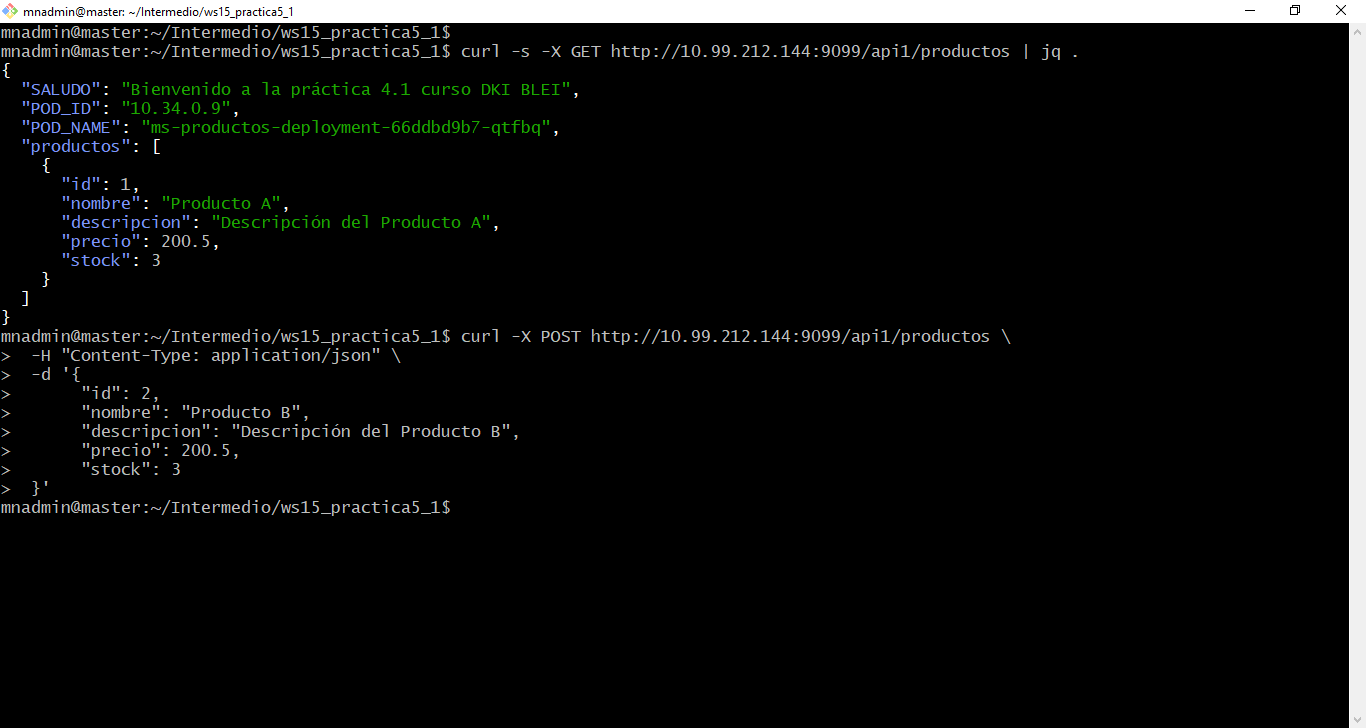 mnadmin@master: ~/Intermedio/ws15_practica5_1
mnadmin@master:~/Intermedio/ws15_practica5_1$
mnadmin@master:~/Intermedio/ws15_practica5_1$ curl -s -X GET http://10.99.212.144:9099/api1/productos | jq .
{
  "SALUDO": "Bienvenido a la práctica 4.1 curso DKI BLEI",
  "POD_ID": "10.34.0.9",
  "POD_NAME": "ms-productos-deployment-66ddbd9b7-qtfbq",
  "productos": [
    {
      "id": 1,
      "nombre": "Producto A",
      "descripcion": "Descripción del Producto A",
      "precio": 200.5,
      "stock": 3
    }
  ]
}
mnadmin@master:~/Intermedio/ws15_practica5_1$ curl -X POST http://10.99.212.144:9099/api1/productos \
>  -H "Content-Type: application/json" \
>  -d '{
>       "id": 2,
>       "nombre": "Producto B",
>       "descripcion": "Descripción del Producto B",
>       "precio": 200.5,
>       "stock": 3
>  }'
mnadmin@master:~/Intermedio/ws15_practica5_1$